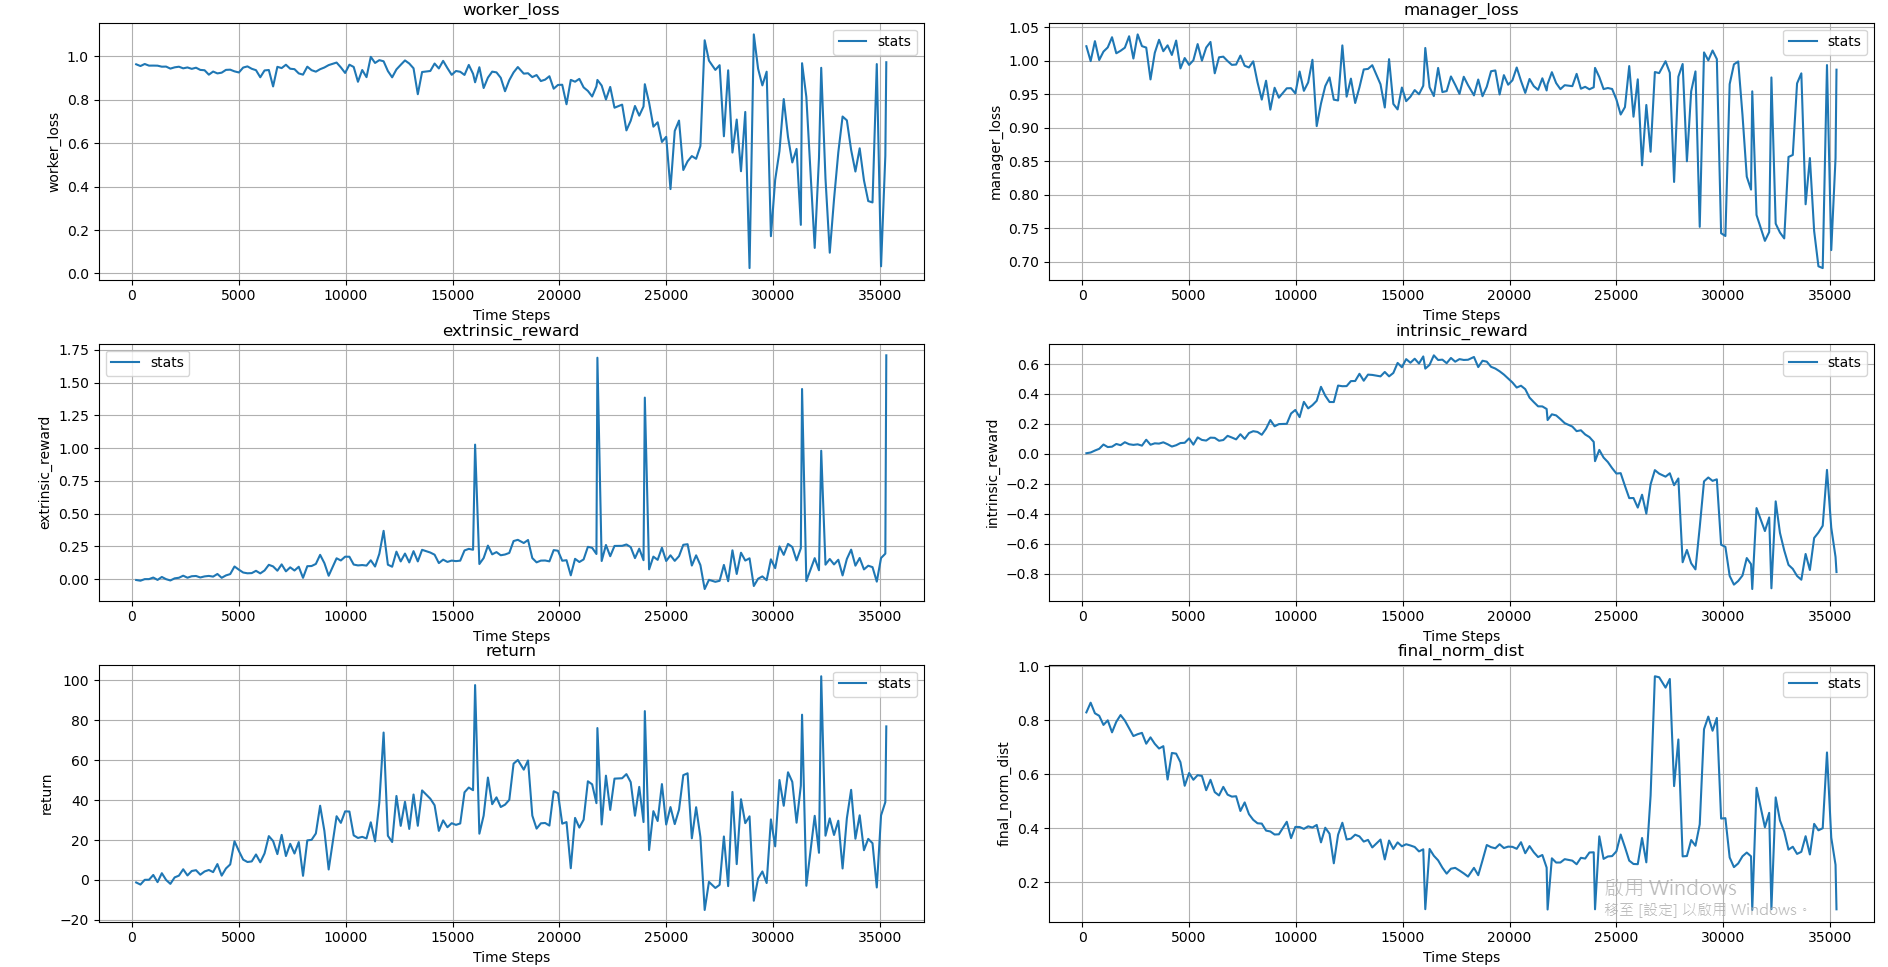 worker_loss
stats
worker_loss
1.0
0.8
0.6
0.4
0.2
0.0
0 5000 10000 15000 20000 25000 30000 35000
Time Steps
manager_loss
stats
manager_loss
1.05
1.00
0.95
0.90
0.85
0.80
0.75
0.70
0 5000 10000 15000 20000 25000 30000 35000
Time Steps
extrinsic_reward
stats
extrinsic_reward
1.75
1.50
1.25
1.00
0.75
0.50
0.25
0.00
0 5000 10000 15000 20000 25000 30000 35000
Time Steps
intrinsic_reward
stats
intrinsic_reward
0.6
0.4
0.2
0.0
−0.2
−0.4
−0.6
−0.8
0 5000 10000 15000 20000 25000 30000 35000
Time Steps
return
stats
return
100
80
60
40
20
0
−20
0 5000 10000 15000 20000 25000 30000 35000
Time Steps
final_norm_dist
stats
final_norm_dist
1.0
0.8
0.6
0.4
0.2
0 5000 10000 15000 20000 25000 30000 35000
Time Steps
啟用 Windows
移至 [設定] 以啟用 Windows。